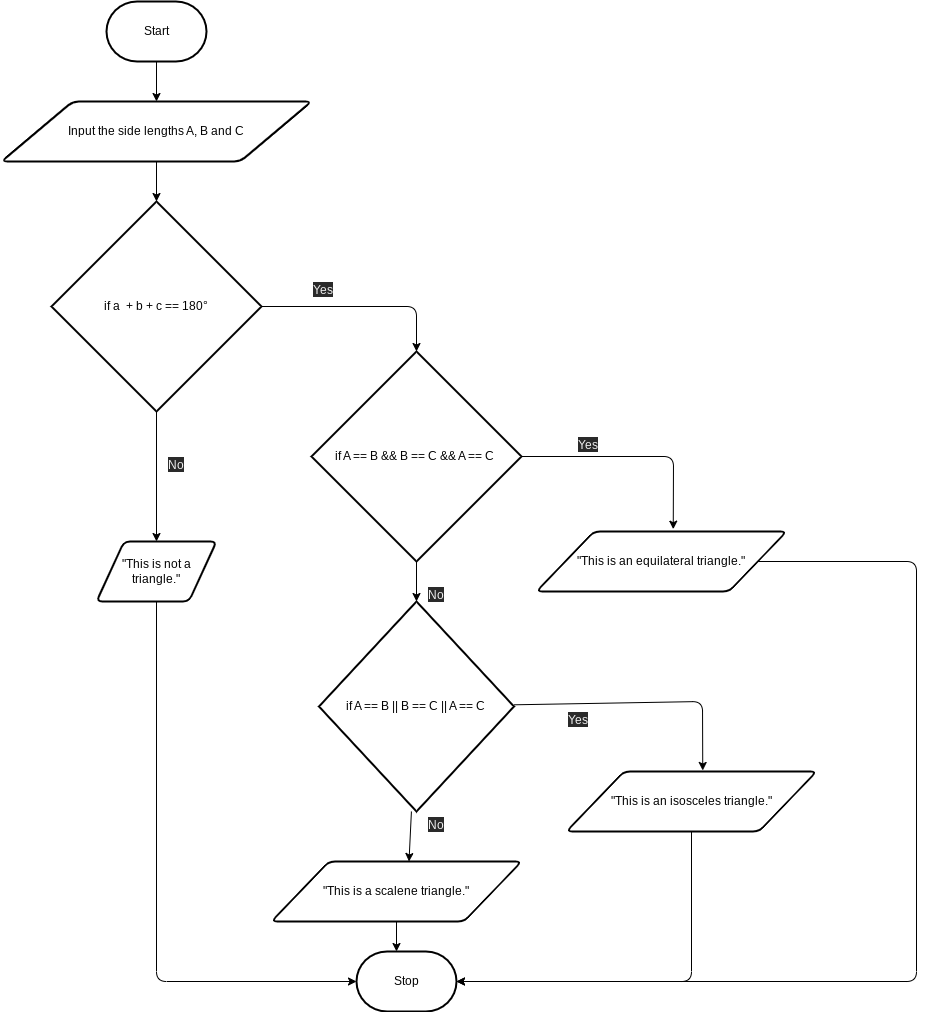 Start
Input the side lengths A, B and C
if a  + b + c == 180°
Yes
No
if A == B && B == C && A == C
Yes
"This is an equilateral triangle."
"This is not a
triangle."
No
if A == B || B == C || A == C
Yes
"This is an isosceles triangle."
No
"This is a scalene triangle."
Stop